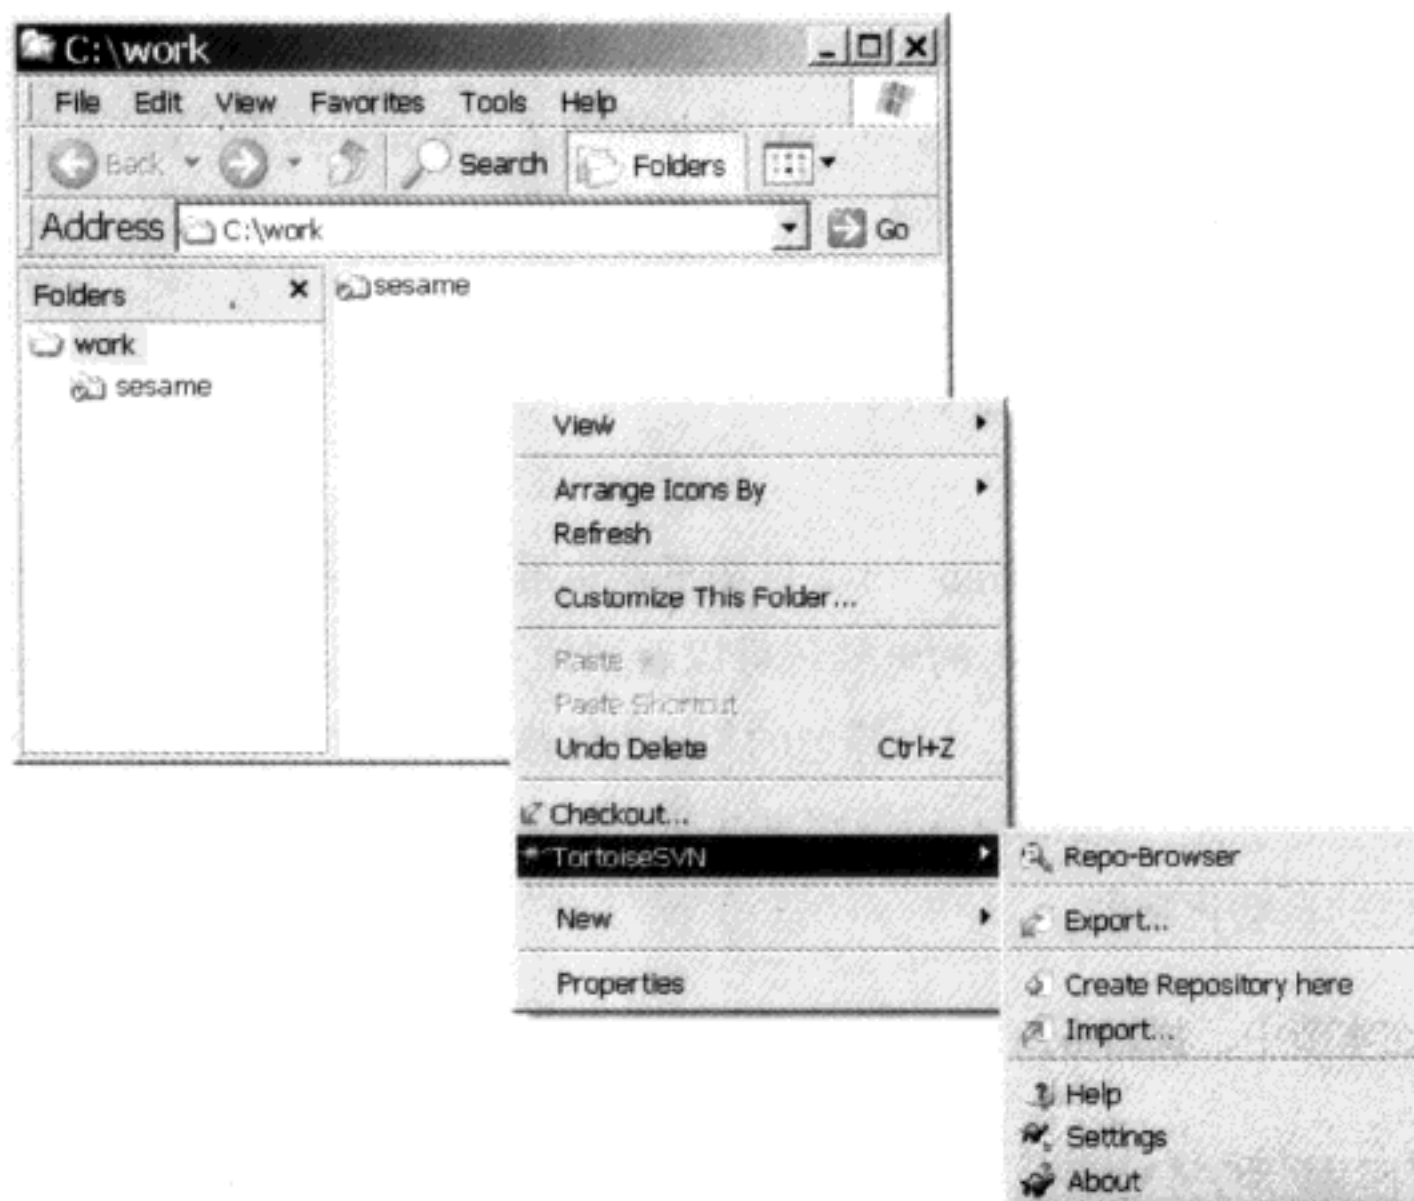 C:\work
File Edit View Favorites Tools Help
Back Search Folders
Address C:\work Go
Folders
work
sesame
sesame
View
Arrange Icons By
Refresh
Customize This Folder...
Paste
Paste Shortcut
Undo Delete Ctrl+Z
Checkout...
TortoiseSVN
New
Properties
Repo-Browser
Export...
Create Repository here
Import...
Help
Settings
About